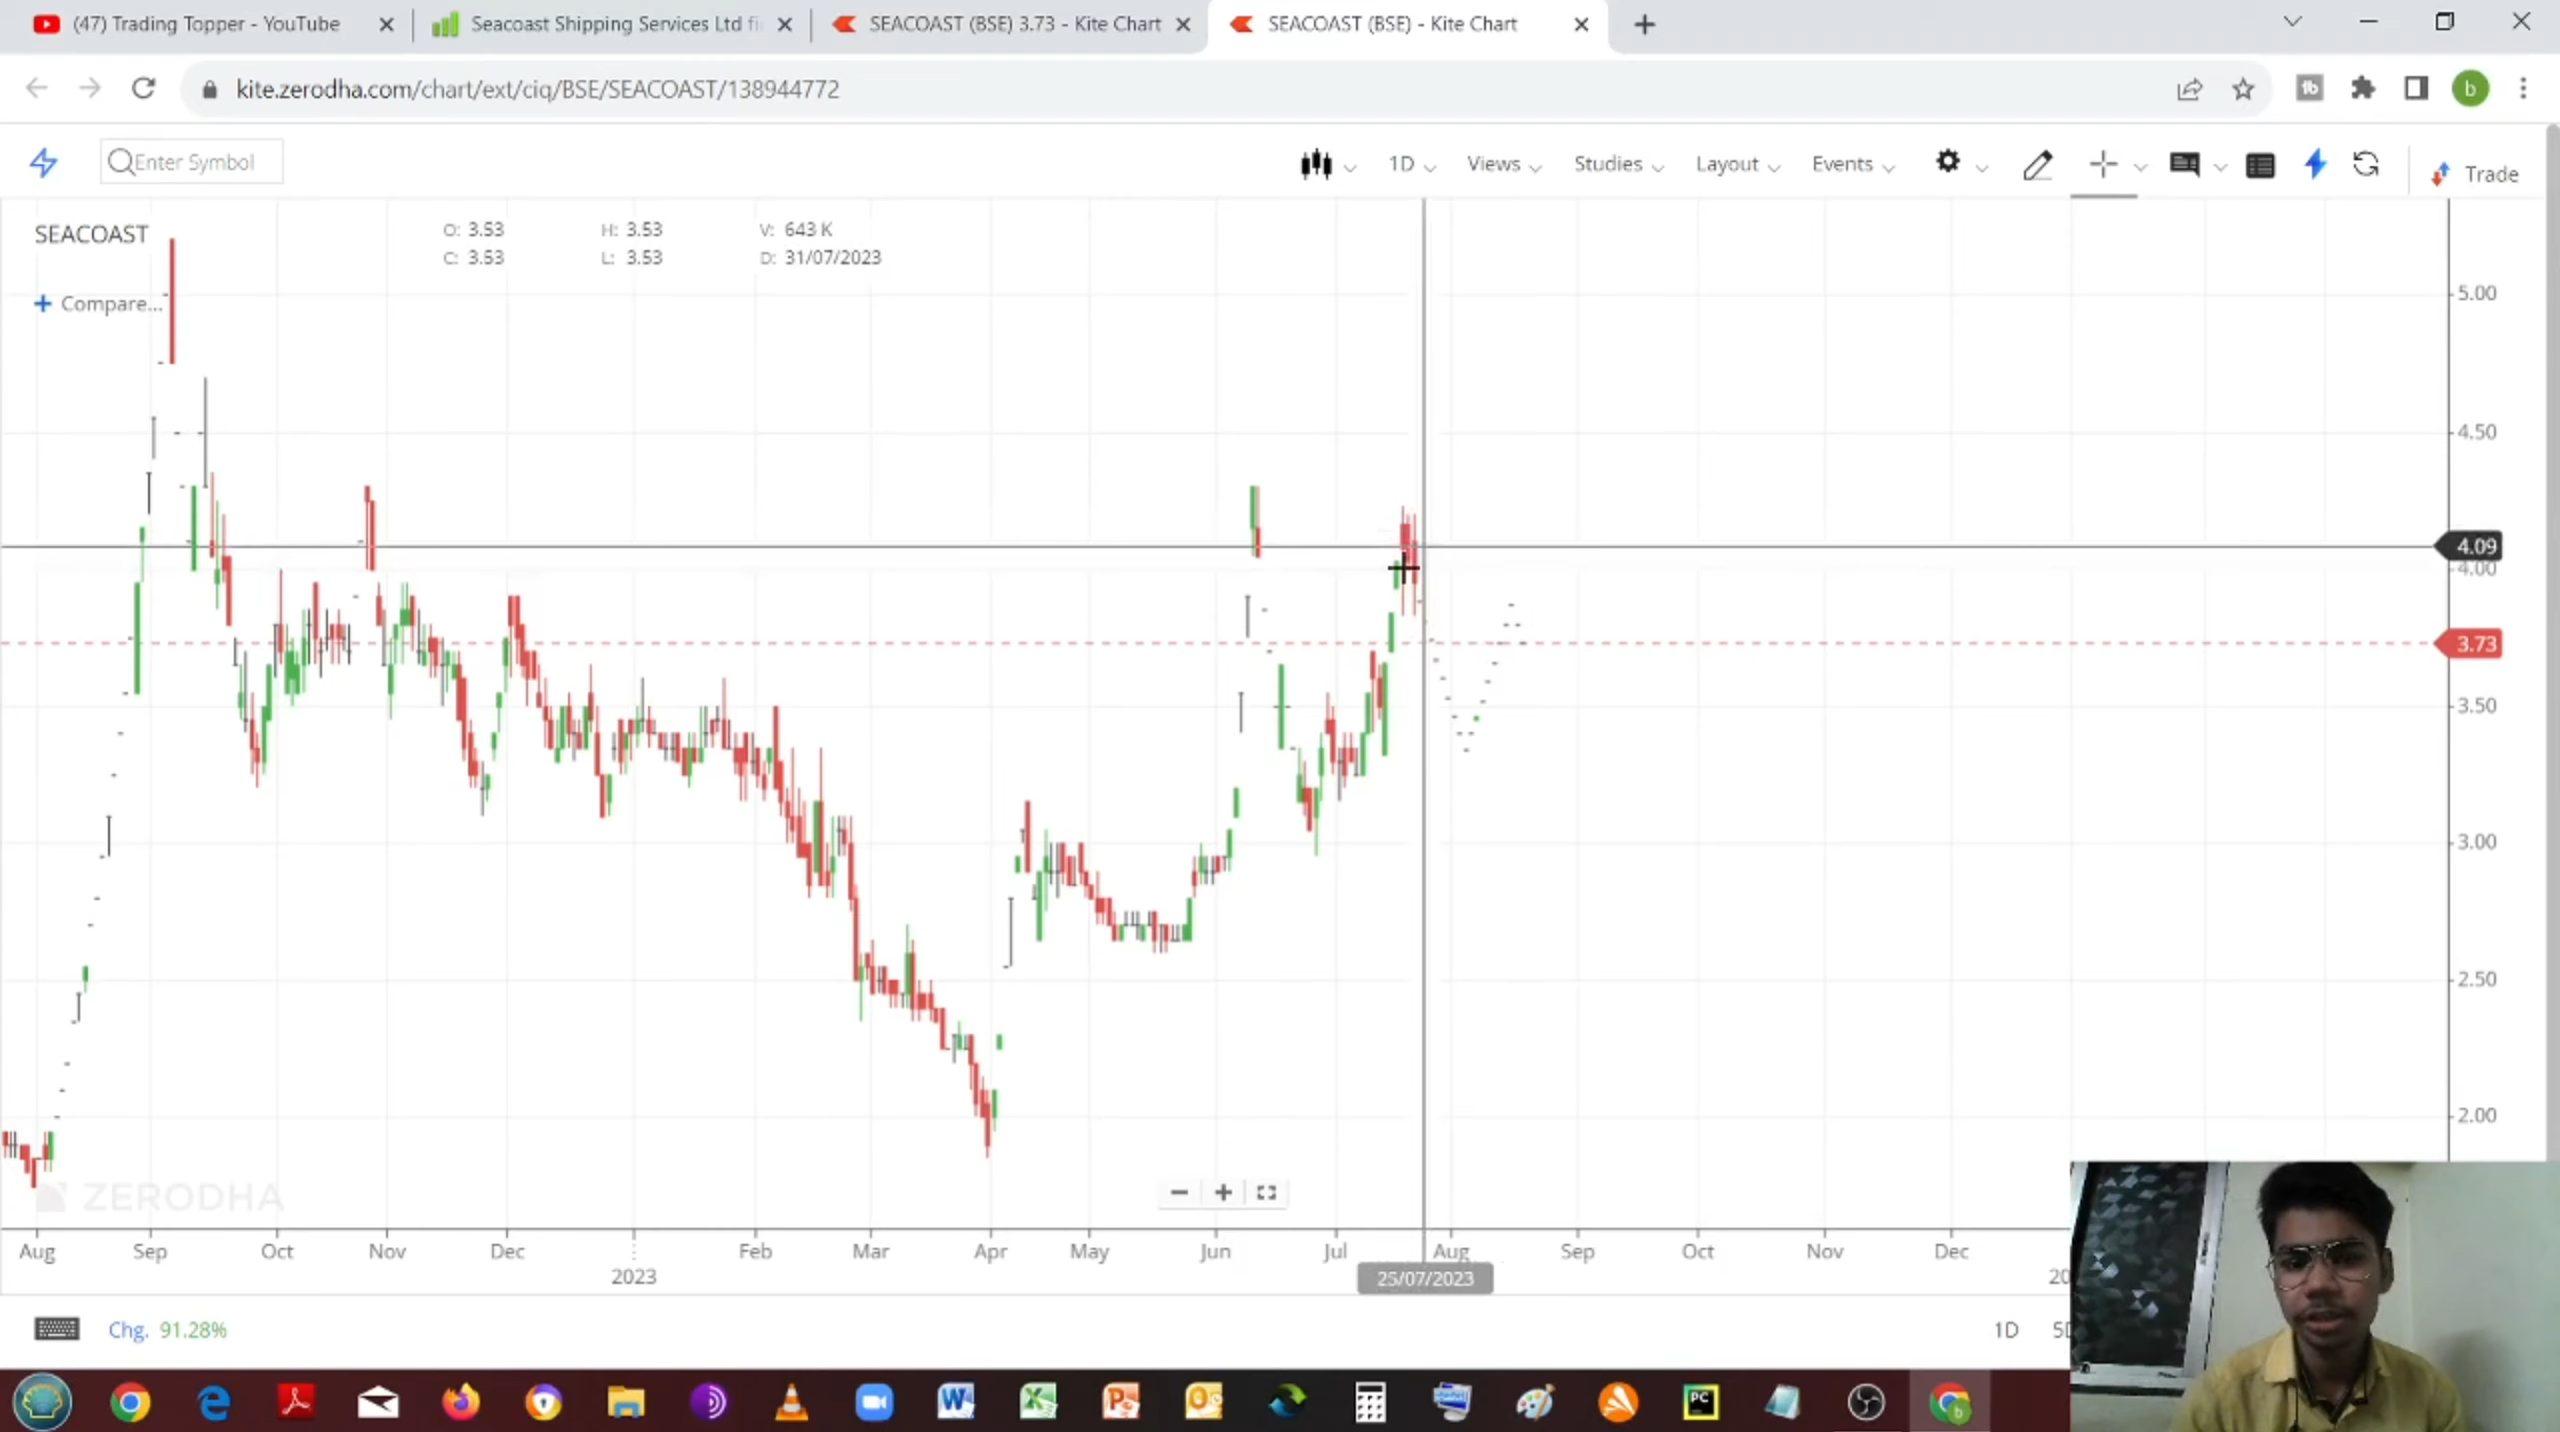 (47) Trading Topper - YouTube
Seacoast Shipping Services Ltd fi
SEACOAST (BSE) 3.73 - Kite Chart
SEACOAST (BSE) - Kite Chart
kite.zerodha.com/chart/ext/ciq/BSE/SEACOAST/138944772
b
Enter Symbol
1D
Views
Studies
Layout
Events
Trade
SEACOAST
O: 3.53
H: 3.53
V: 643 K
C: 3.53
L: 3.53
D: 31/07/2023
+ Compare...
5.00
4.50
4.09
4.00
3.73
3.50
3.00
2.50
2.00
ZERODHA
Aug
Sep
Oct
Nov
Dec
2023
Feb
Mar
Apr
May
Jun
Jul
Aug
Sep
Oct
Nov
Dec
20
25/07/2023
Chg. 91.28%
1D
5D